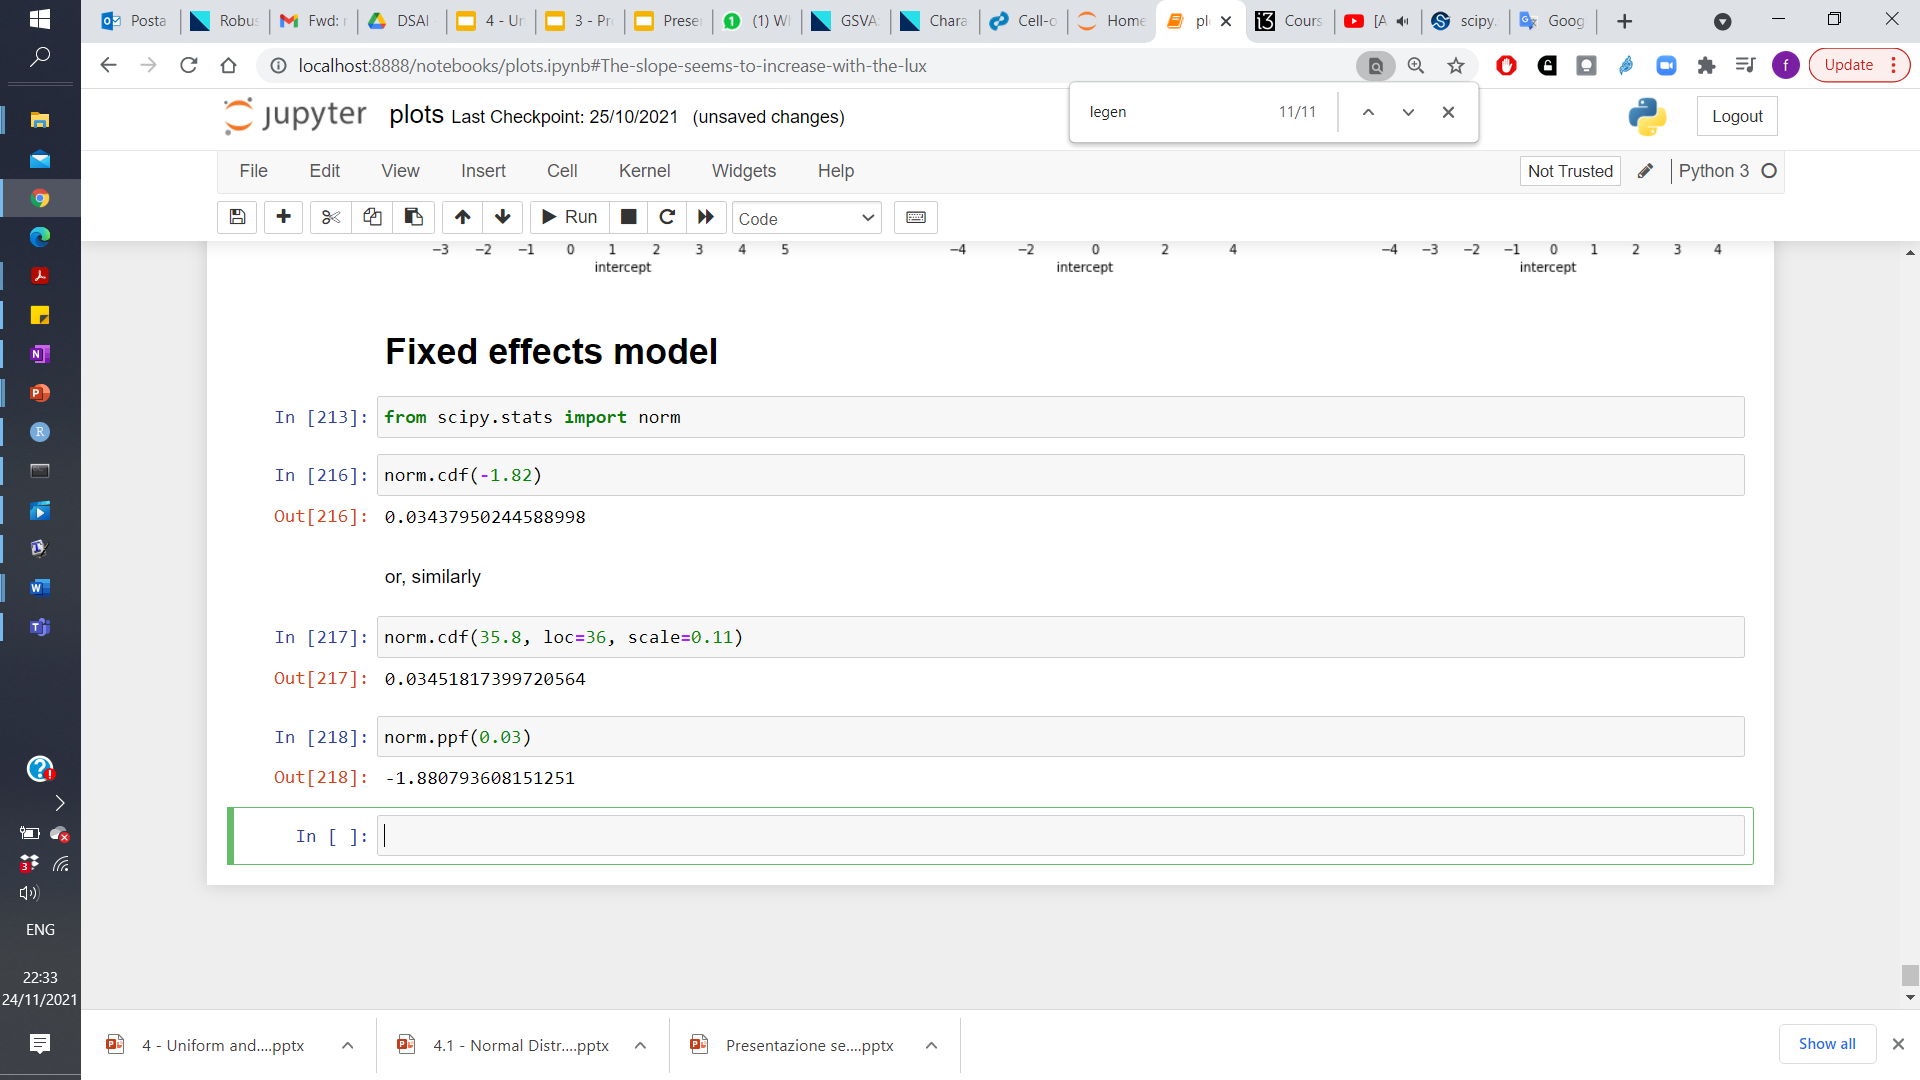 Posta
Robus
Fwd: r
DSAI -
4 - Un
3 - Pr
Prese
(1) W
GSVA:
Chara
Cell-o
Home
pl
Cours
[A
scipy.
Goog
localhost:8888/notebooks/plots.ipynb#The-slope-seems-to-increase-with-the-lux
f
Update
legen 11/11
jupyter plots Last Checkpoint: 25/10/2021 (unsaved changes)
Logout
File Edit View Insert Cell Kernel Widgets Help
Not Trusted Python 3
Run Code
−3 −2 −1 0 1 2 3 4 5 −4 −2 0 2 4 −4 −3 −2 −1 0 1 2 3 4
intercept intercept intercept
Fixed effects model
In [213]: from scipy.stats import norm
In [216]: norm.cdf(-1.82)
Out[216]: 0.03437950244588998
or, similarly
In [217]: norm.cdf(35.8, loc=36, scale=0.11)
Out[217]: 0.03451817399720564
In [218]: norm.ppf(0.03)
Out[218]: -1.880793608151251
In [ ]:
ENG
22:33
24/11/2021
4 - Uniform and....pptx
4.1 - Normal Distr....pptx
Presentazione se....pptx
Show all